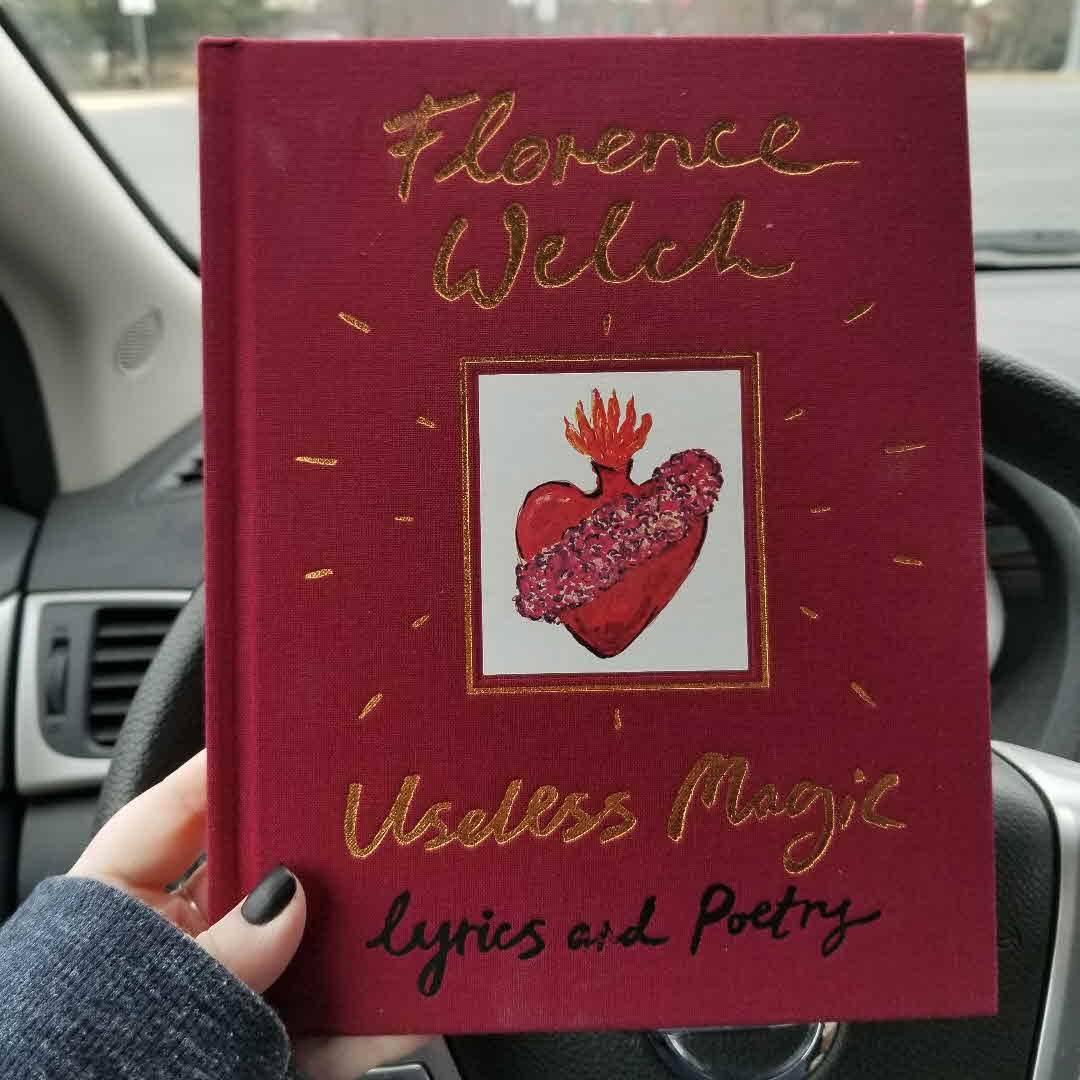 Florence
Welch
Useless Magic
lyrics and Poetry